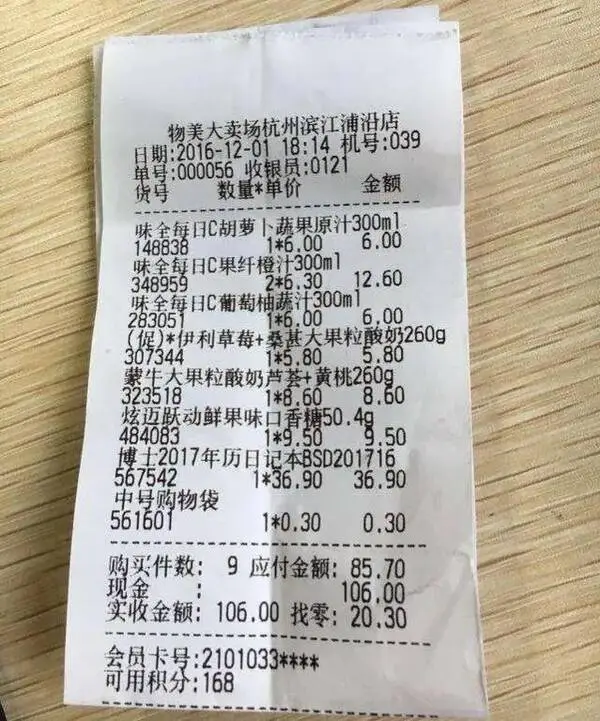 物美大卖场杭州滨江浦沿店
日期:2016-12-01 18:14 机号:039
单号:000056 收银员:0121
货号 数量*单价 金额
味全每日C胡萝卜蔬果原汁300ml
148838 1*6.00 6.00
味全每日C果纤橙汁300ml
348959 2*6.30 12.60
味全每日C葡萄柚蔬汁300ml
283051 1*6.00 6.00
(促)*伊利草莓+桑葚大果粒酸奶260g
307344 1*5.80 5.80
蒙牛大果粒酸奶芦荟+黄桃260g
323518 1*8.60 8.60
炫迈跃动鲜果味口香糖50.4g
484083 1*9.50 9.50
博士2017年历日记本BSD201716
567542 1*36.90 36.90
中号购物袋
561601 1*0.30 0.30
购买件数: 9 应付金额: 85.70
现金 : 106.00
实收金额: 106.00 找零: 20.30
会员卡号:2101033****
可用积分:168